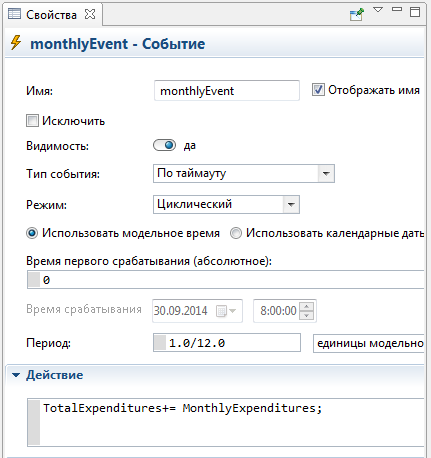 Свойства
monthlyEvent - Событие
Имя: monthlyEvent Отображать имя
Исключить
Видимость: да
Тип события: По таймауту
Режим: Циклический
Использовать модельное время Использовать календарные даты
Время первого срабатывания (абсолютное):
0
Время срабатывания 30.09.2014 8:00:00
Период: 1.0/12.0 единицы модельно
Действие
TotalExpenditures+= MonthlyExpenditures;